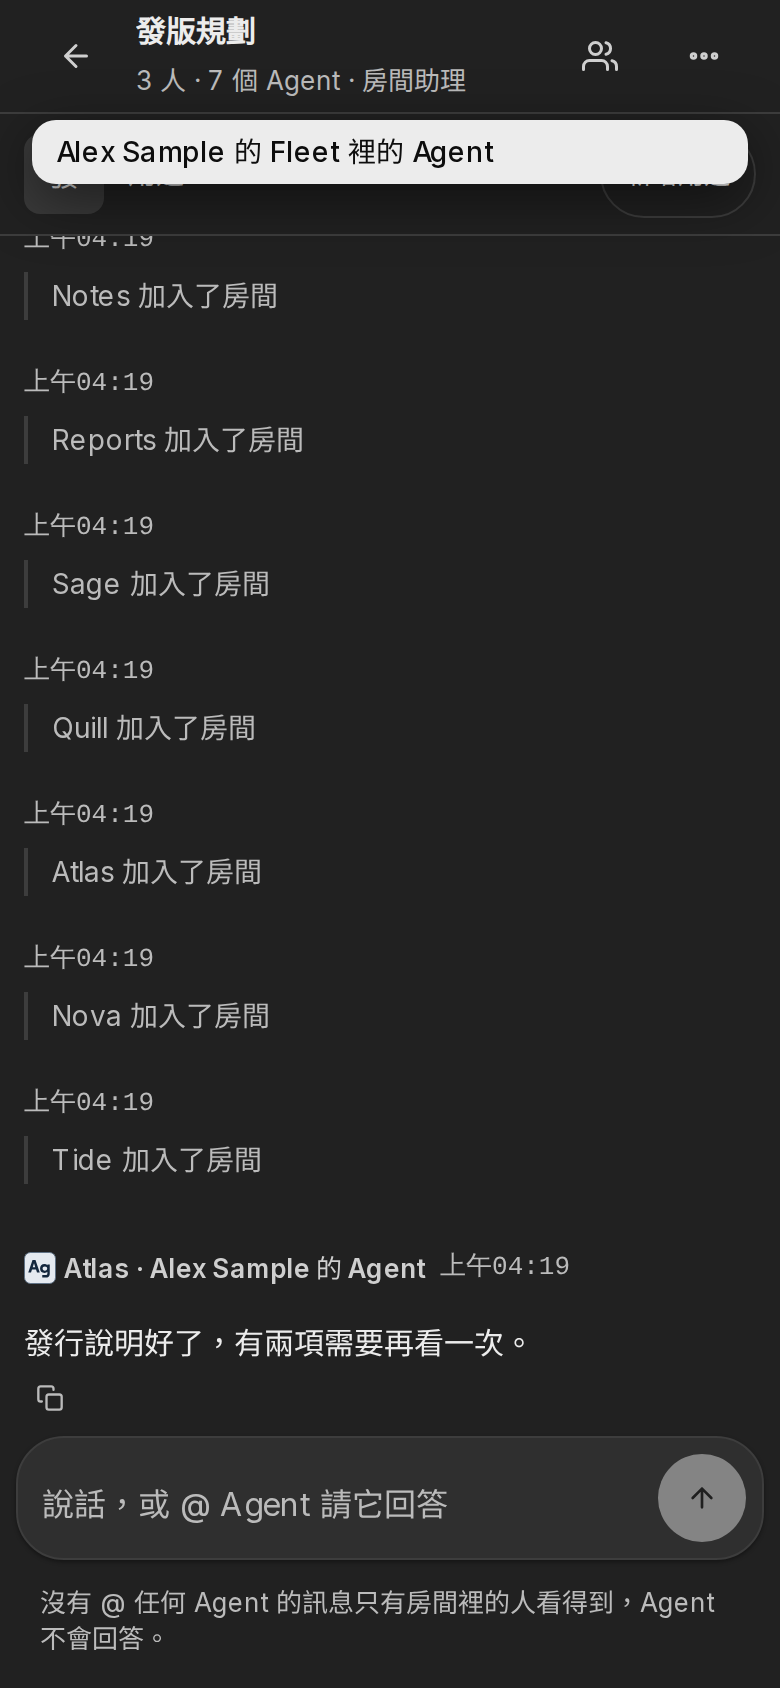 發版規劃
3 人 · 7 個 Agent · 房間助理
Alex Sample 的 Fleet 裡的 Agent
上午04:19
Notes 加入了房間
上午04:19
Reports 加入了房間
上午04:19
Sage 加入了房間
上午04:19
Quill 加入了房間
上午04:19
Atlas 加入了房間
上午04:19
Nova 加入了房間
上午04:19
Tide 加入了房間
Ag Atlas · Alex Sample 的 Agent 上午04:19
發行說明好了，有兩項需要再看一次。
說話，或 @ Agent 請它回答
沒有 @ 任何 Agent 的訊息只有房間裡的人看得到，Agent
不會回答。